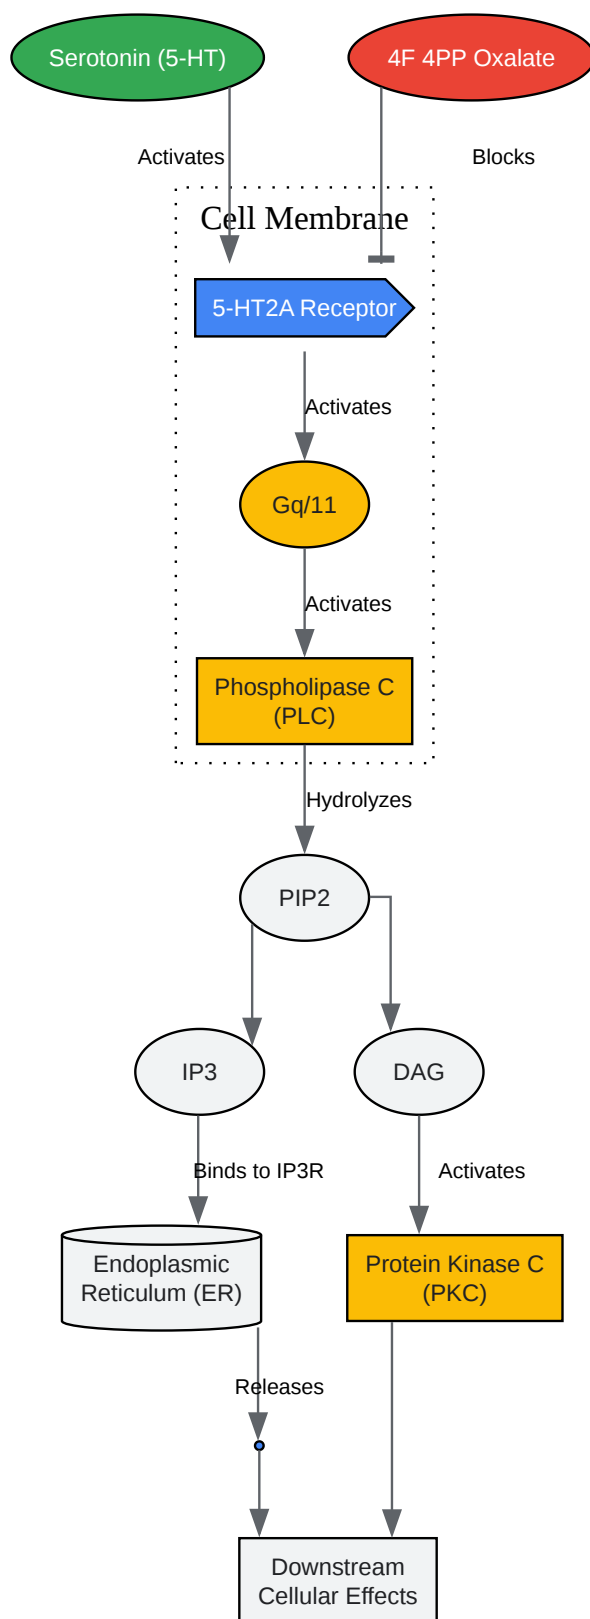 Serotonin (5-HT)
4F 4PP Oxalate
Activates
Blocks
Cell Membrane
5-HT2A Receptor
Activates
Gq/11
Activates
Phospholipase C
(PLC)
Hydrolyzes
PIP2
IP3
DAG
Binds to IP3R
Activates
Endoplasmic
Reticulum (ER)
Protein Kinase C
(PKC)
Releases
Downstream
Cellular Effects